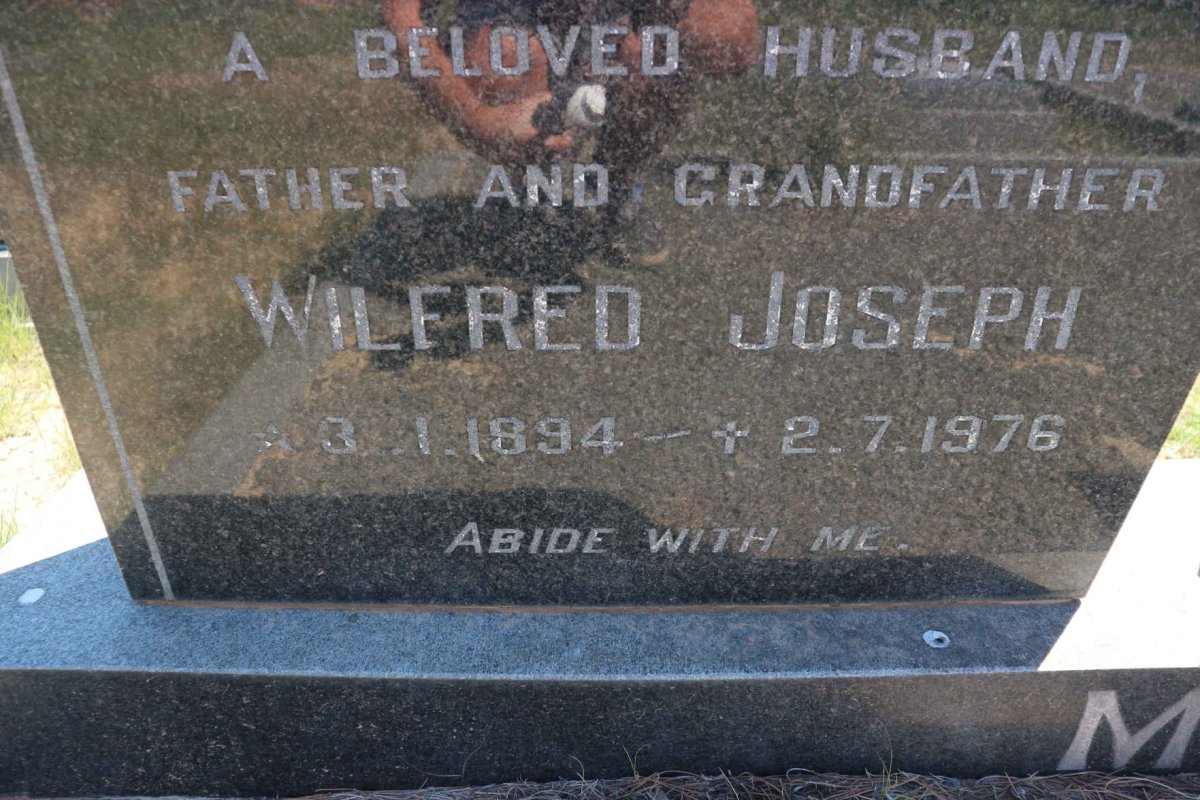 A BELOVED HUSBAND,
FATHER AND GRANDFATHER
WILFRED JOSEPH
☆ 3.1.1894 – ✝ 2.7.1976
ABIDE WITH ME.
M